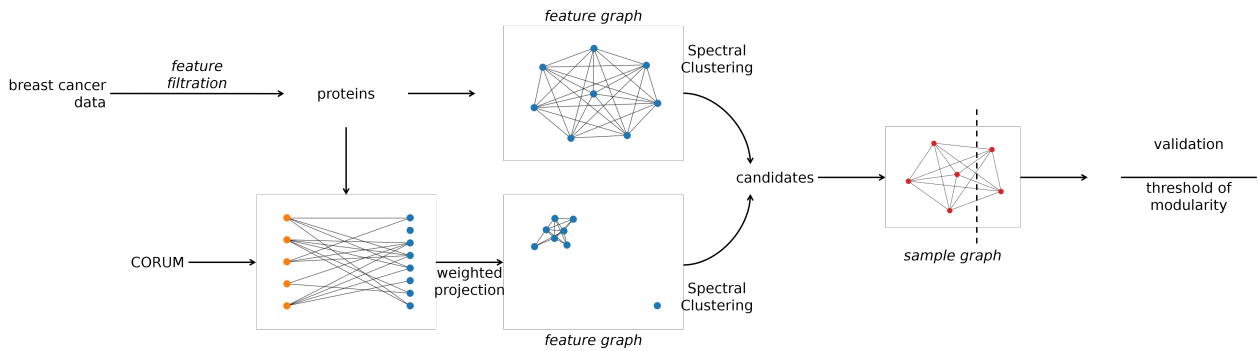 feature graph
Spectral
Clustering
feature
filtration
breast cancer
data
proteins
validation
candidates
threshold of
modularity
sample graph
CORUM
weighted
projection
Spectral
Clustering
feature graph